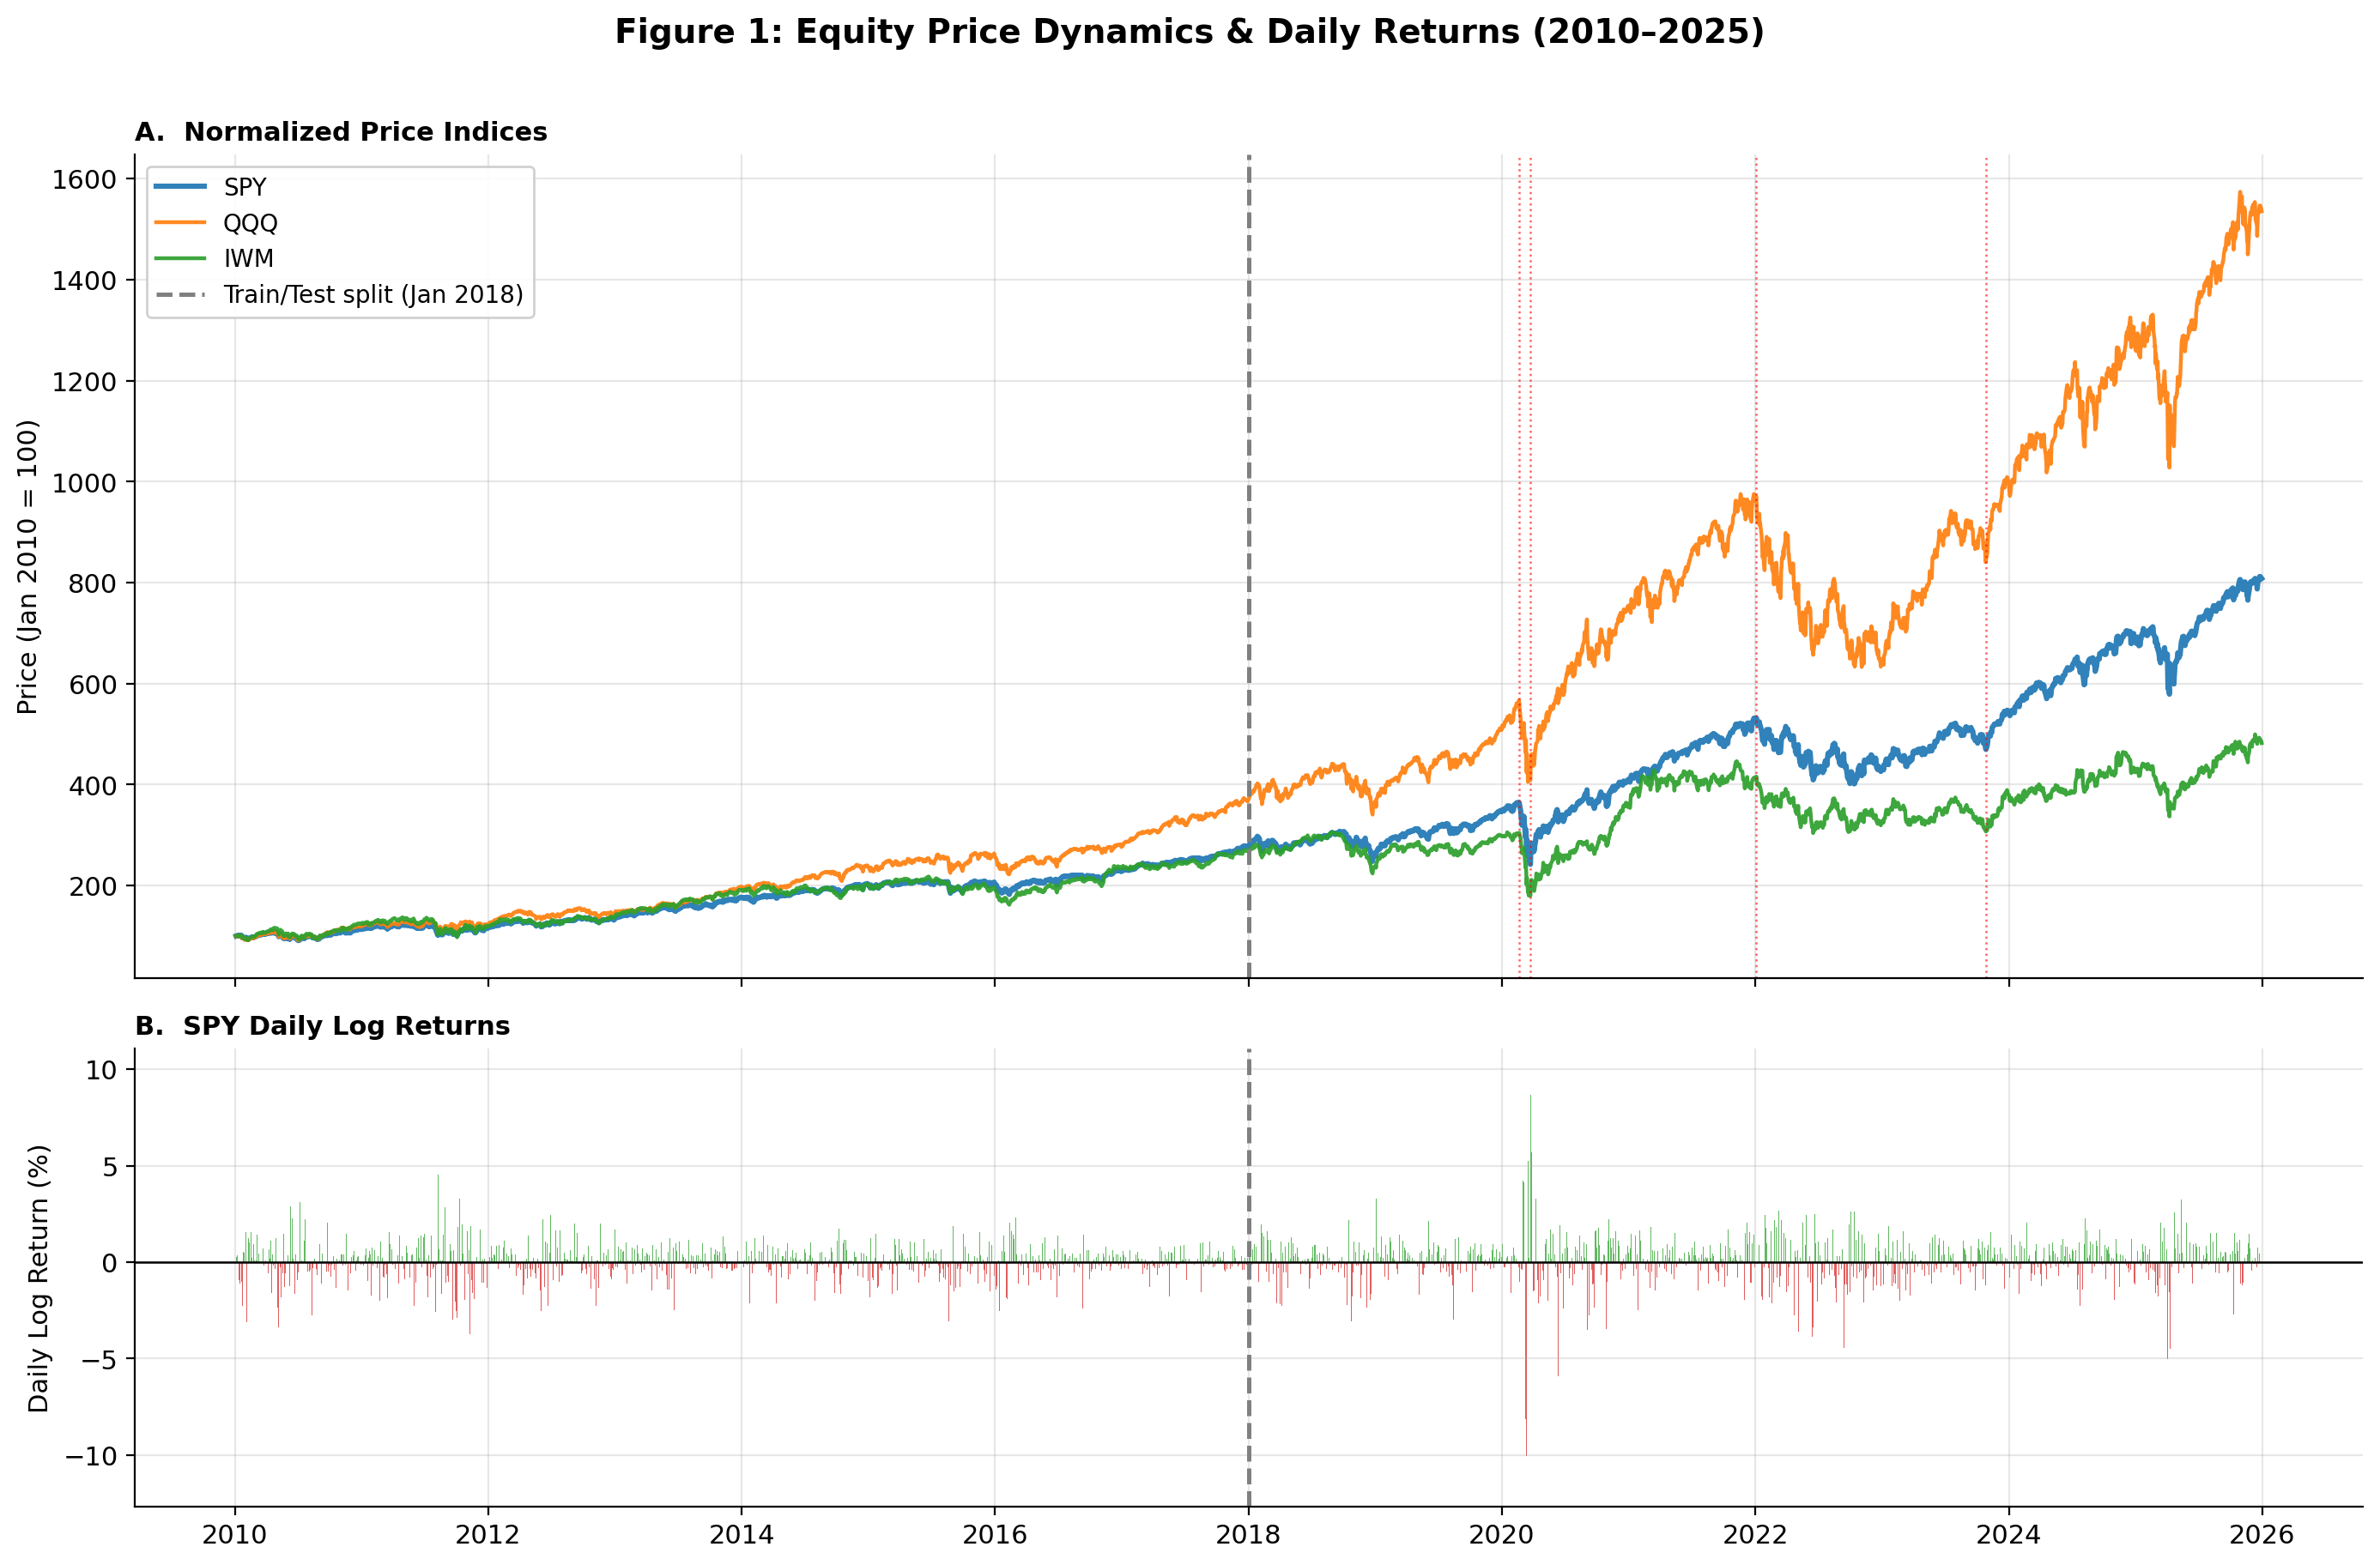 Figure 1: Equity Price Dynamics & Daily Returns (2010–2025)
A.  Normalized Price Indices
Price (Jan 2010 = 100)
1600
1400
1200
1000
800
600
400
200
SPY
QQQ
IWM
Train/Test split (Jan 2018)
B.  SPY Daily Log Returns
Daily Log Return (%)
10
5
0
−5
−10
2010 2012 2014 2016 2018 2020 2022 2024 2026